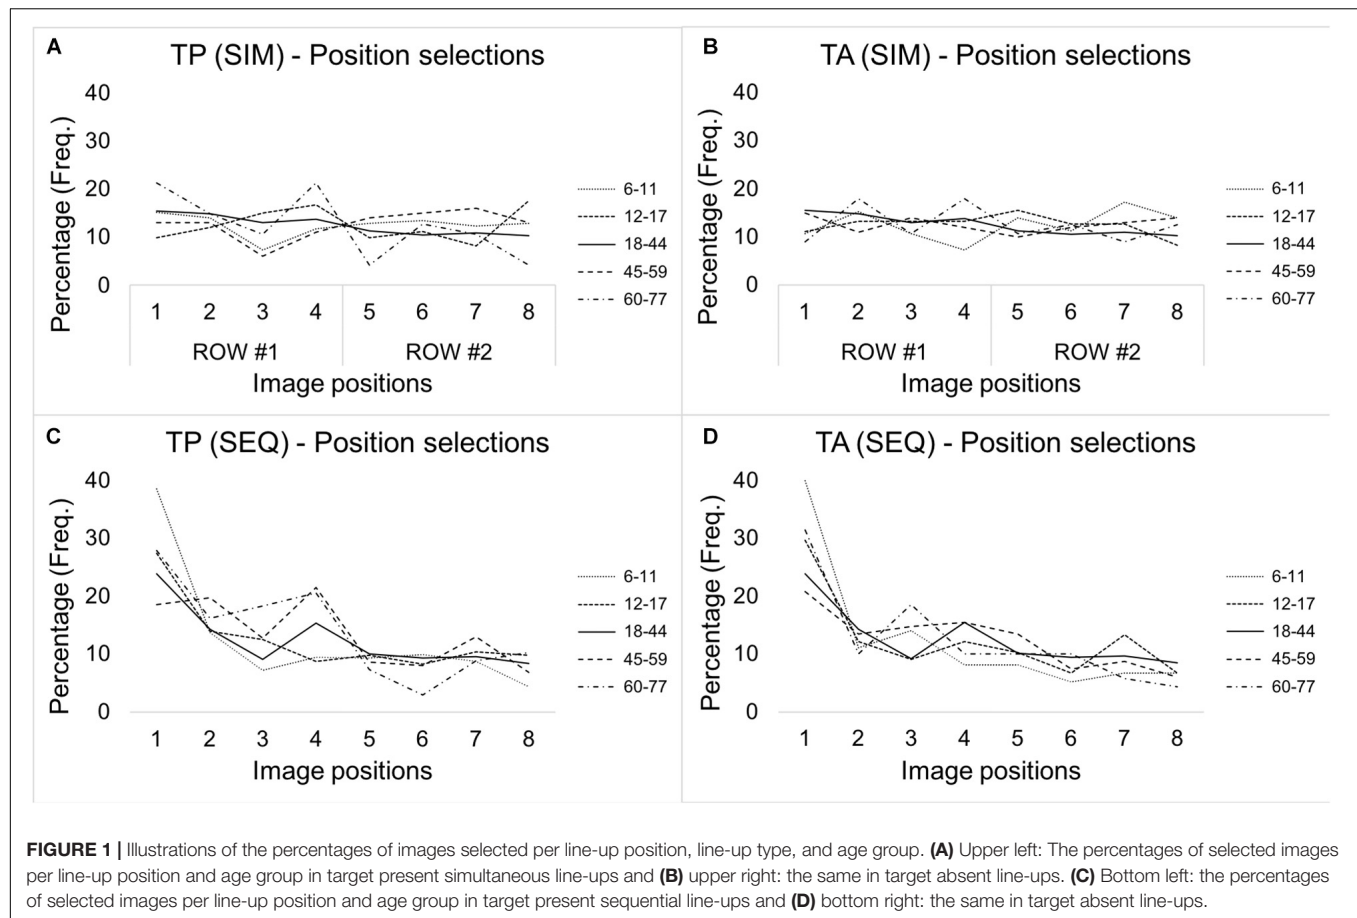 A
TP (SIM) - Position selections
Percentage (Freq.)
40
30
20
10
0
1 2 3 4 5 6 7 8
ROW #1 ROW #2
Image positions
6-11
12-17
18-44
45-59
60-77
B
TA (SIM) - Position selections
Percentage (Freq.)
40
30
20
10
0
1 2 3 4 5 6 7 8
ROW #1 ROW #2
Image positions
6-11
12-17
18-44
45-59
60-77
C
TP (SEQ) - Position selections
Percentage (Freq.)
40
30
20
10
0
1 2 3 4 5 6 7 8
Image positions
6-11
12-17
18-44
45-59
60-77
D
TA (SEQ) - Position selections
Percentage (Freq.)
40
30
20
10
0
1 2 3 4 5 6 7 8
Image positions
6-11
12-17
18-44
45-59
60-77
FIGURE 1 | Illustrations of the percentages of images selected per line-up position, line-up type, and age group. (A) Upper left: The percentages of selected images
per line-up position and age group in target present simultaneous line-ups and (B) upper right: the same in target absent line-ups. (C) Bottom left: the percentages
of selected images per line-up position and age group in target present sequential line-ups and (D) bottom right: the same in target absent line-ups.